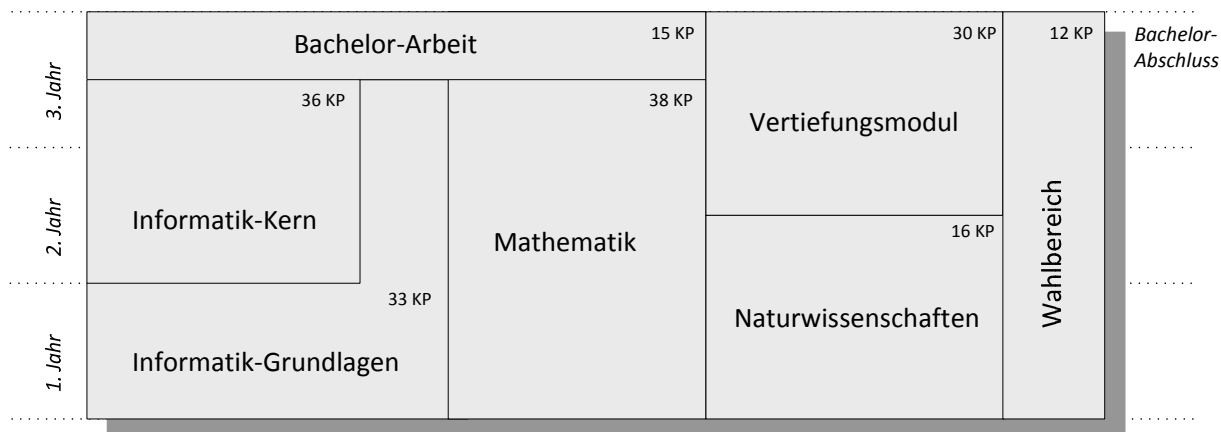 Bachelor-Arbeit
15 KP
30 KP
12 KP
Bachelor-
Abschluss
3. Jahr
36 KP
38 KP
Vertiefungsmodul
2. Jahr
Informatik-Kern
Mathematik
16 KP
Wahlbereich
33 KP
Naturwissenschaften
1. Jahr
Informatik-Grundlagen